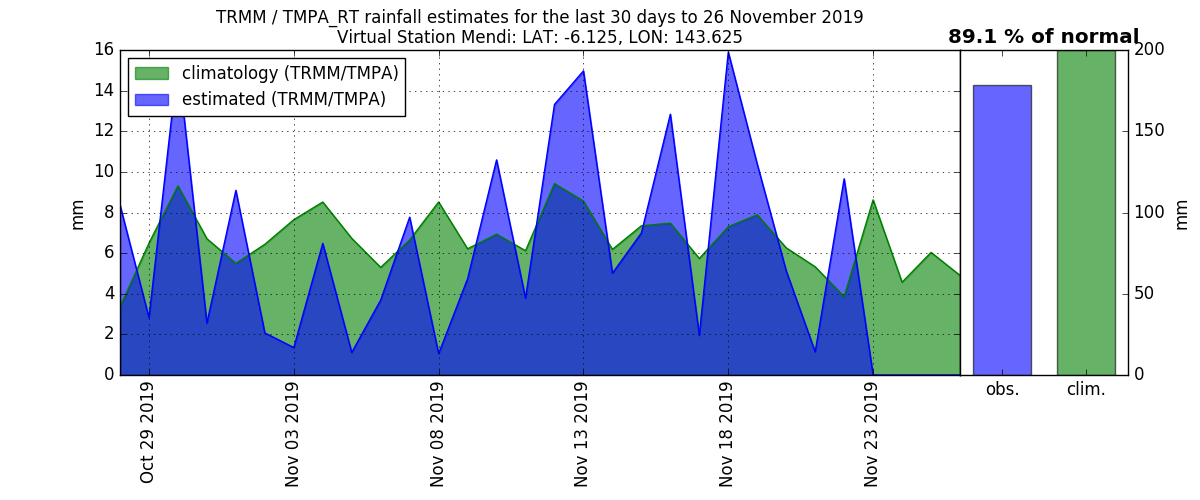 TRMM / TMPA_RT rainfall estimates for the last 30 days to 26 November 2019
Virtual Station Mendi: LAT: -6.125, LON: 143.625
89.1 % of normal
climatology (TRMM/TMPA)
estimated (TRMM/TMPA)
16
14
12
10
8
6
4
2
0
mm
200
150
100
50
0
mm
obs.
clim.
Oct 29 2019
Nov 03 2019
Nov 08 2019
Nov 13 2019
Nov 18 2019
Nov 23 2019